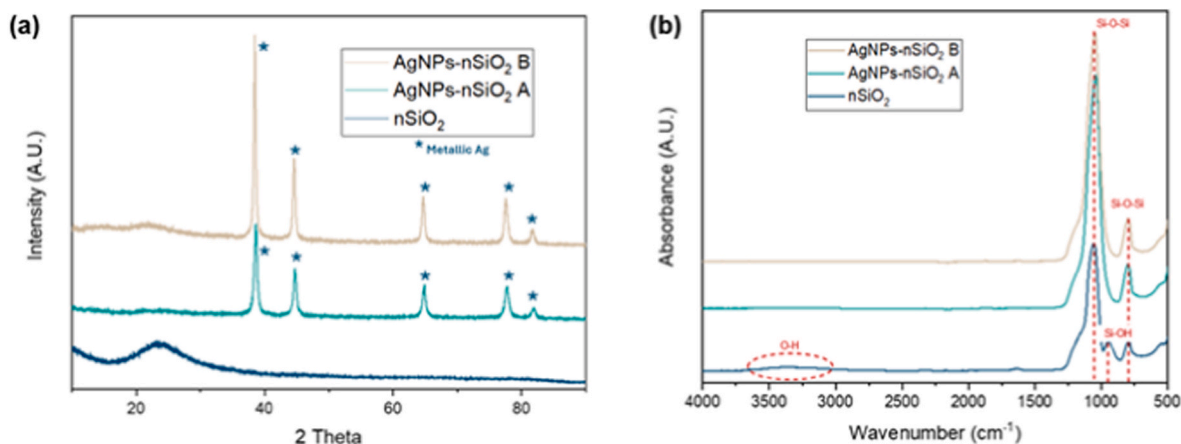 (a)
AgNPs-nSiO₂ B
AgNPs-nSiO₂ A
nSiO₂
* Metallic Ag
Intensity (A.U.)
20 40 60 80
2 Theta
(b)
Si-O-Si
AgNPs-nSiO₂ B
AgNPs-nSiO₂ A
nSiO₂
Si-O-Si
Si-OH
O-H
Absorbance (A.U.)
4000 3500 3000 2500 2000 1500 1000 500
Wavenumber (cm⁻¹)